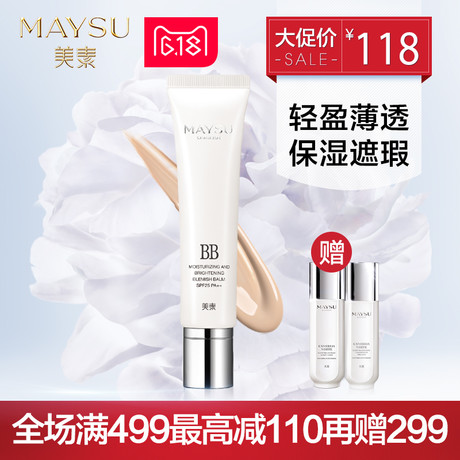 MAYSU
美素
6.18
大促价
SALE
¥118
轻盈薄透
保湿遮瑕
MAYSU
BB
MOISTURIZING AND
BRIGHTENING
BLEMISH BALM
SPF25 PA++
美素
赠
MAYSU
MAYSU
全场满499最高减110再赠299